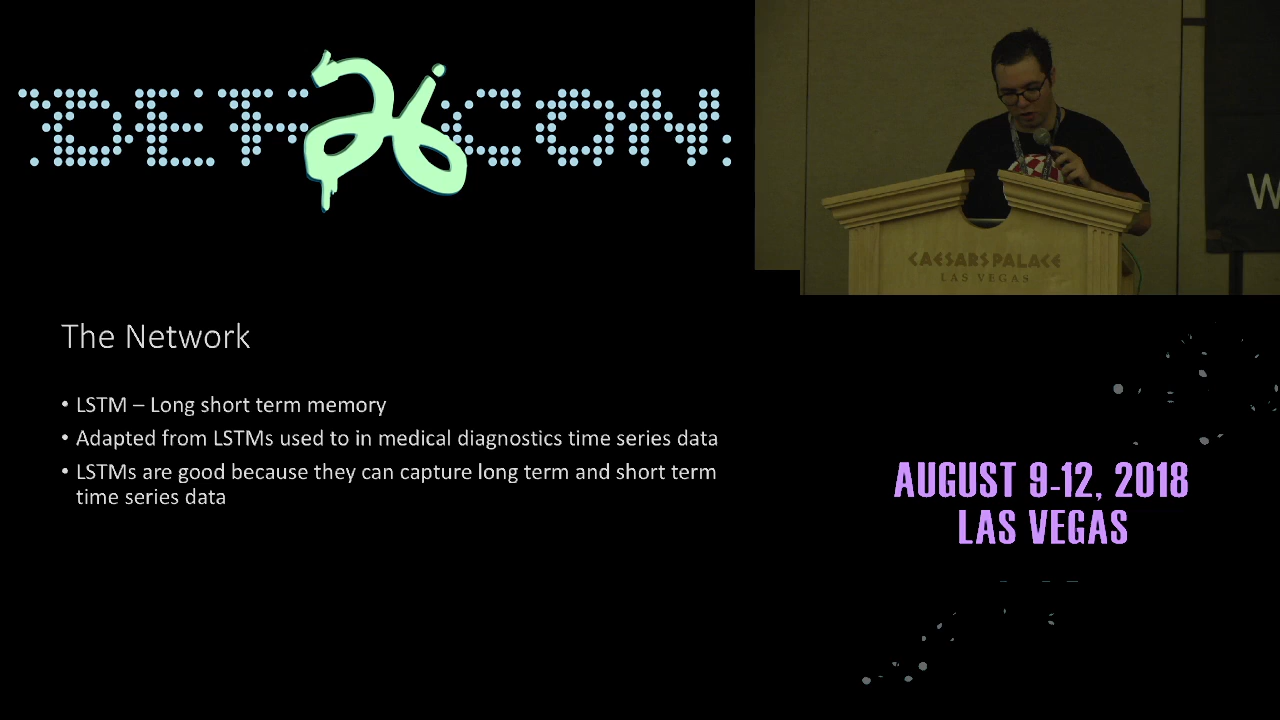 DEF CON
26
W
CAESARS PALACE
LAS VEGAS
The Network
• LSTM – Long short term memory
• Adapted from LSTMs used to in medical diagnostics time series data
• LSTMs are good because they can capture long term and short term
time series data
AUGUST 9-12, 2018
LAS VEGAS